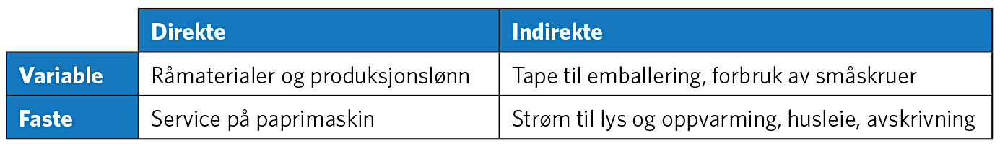 Direkte Indirekte
Variable Råmaterialer og produksjonslønn Tape til emballering, forbruk av småskruer
Faste Service på paprimaskin Strøm til lys og oppvarming, husleie, avskrivning